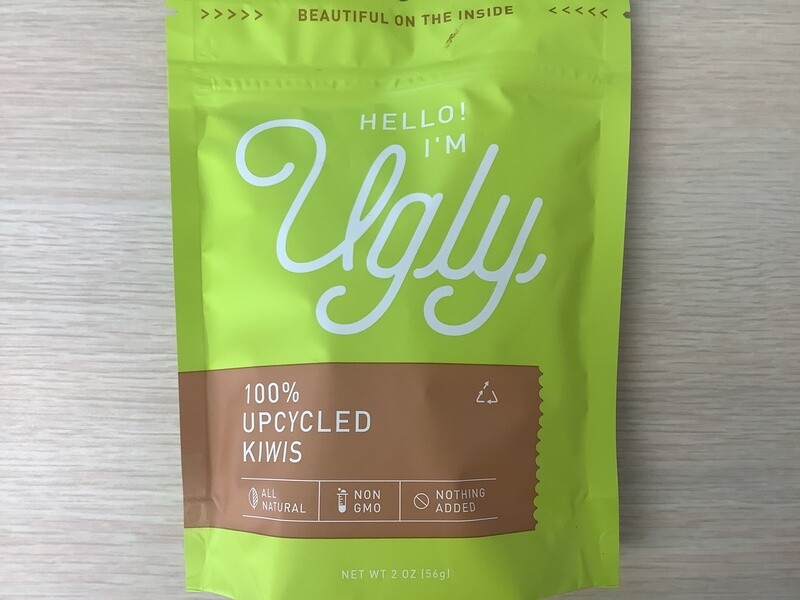 >>>>> BEAUTIFUL ON THE INSIDE <<<<<
HELLO!
I'M
Ugly
100%
UPCYCLED
KIWIS
ALL NATURAL
NON GMO
NOTHING ADDED
NET WT 2 OZ (56g)